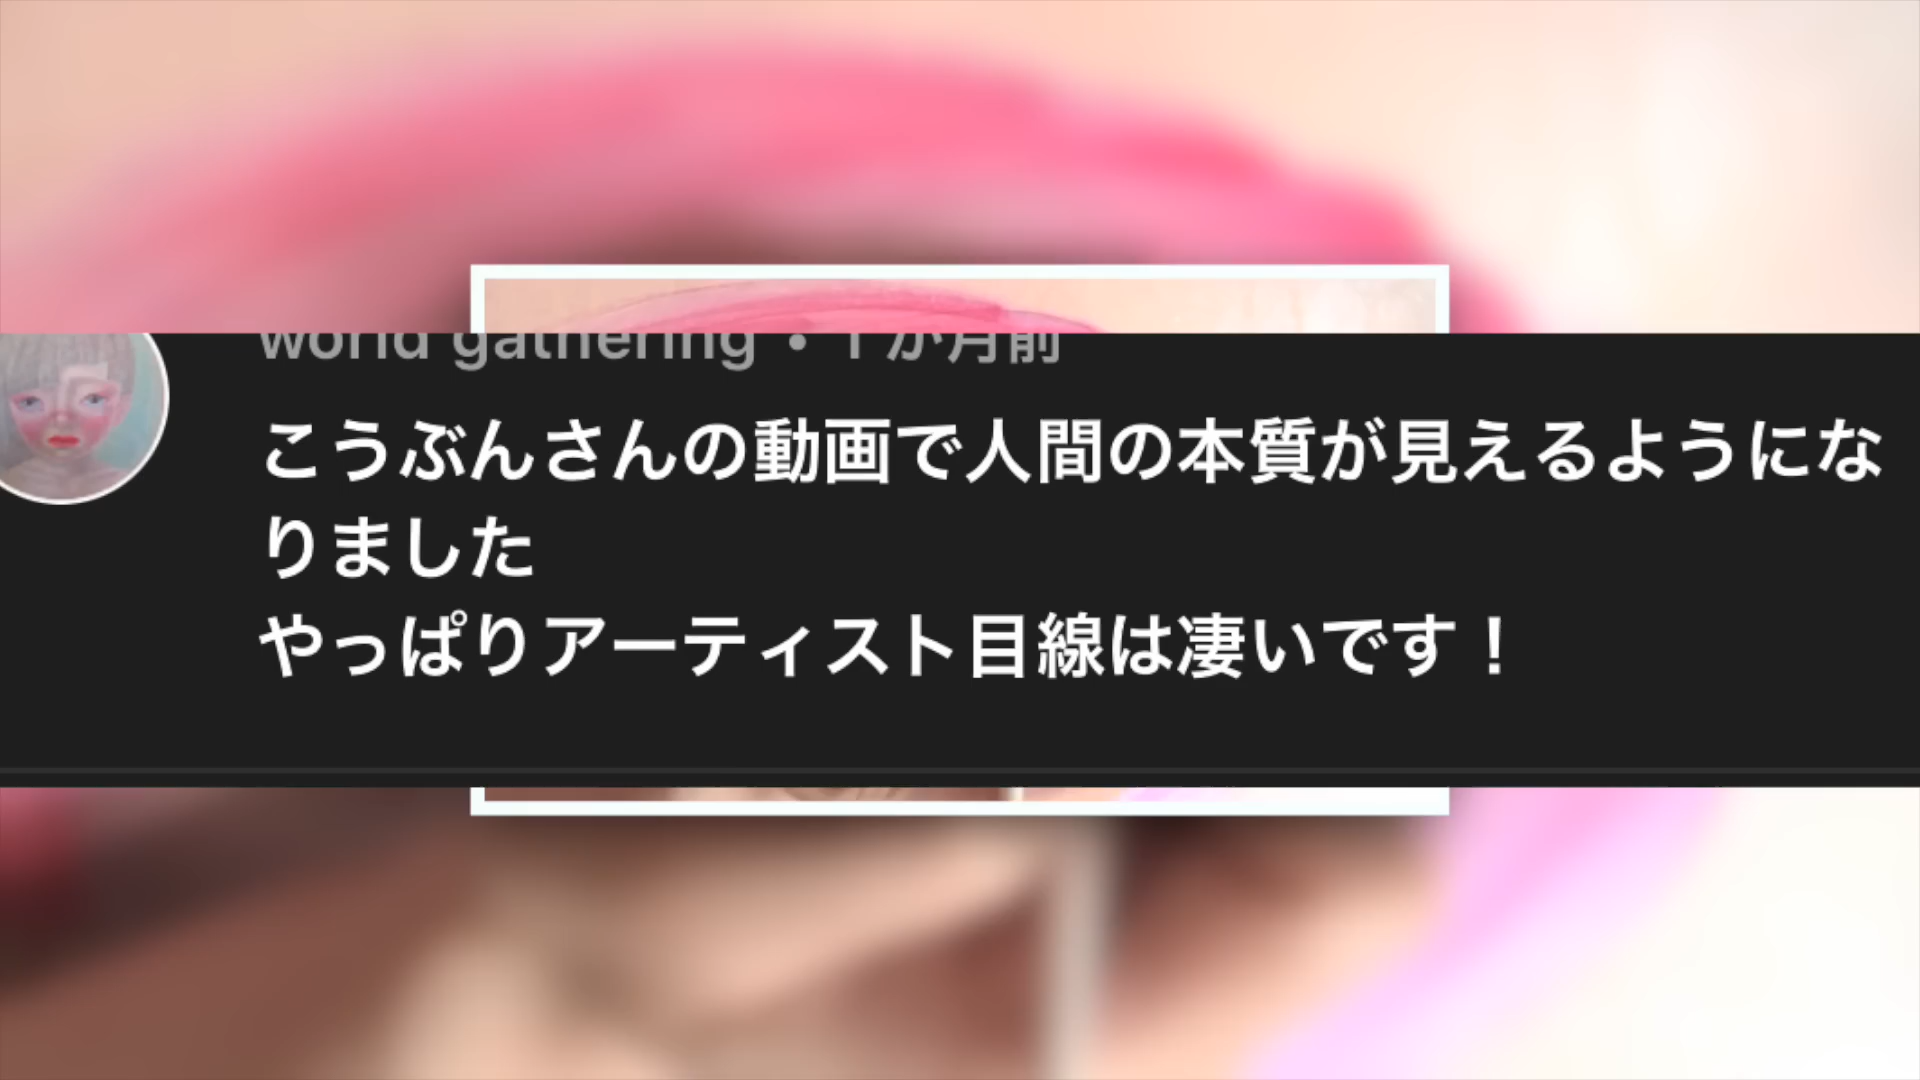 world gathering • 1 か月前
こうぶんさんの動画で人間の本質が見えるようにな
りました
やっぱりアーティスト目線は凄いです！